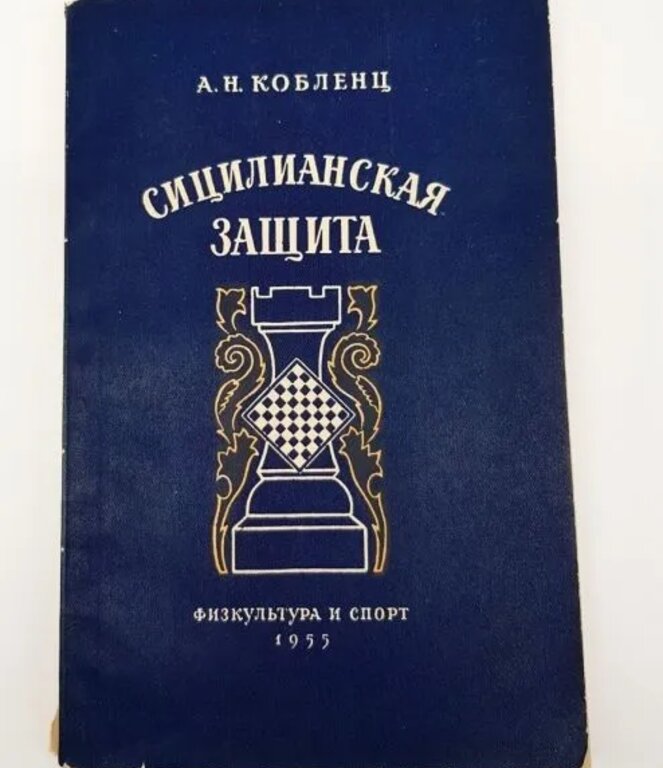 А. Н. КОБЛЕНЦ
СИЦИЛИАНСКАЯ
ЗАЩИТА
ФИЗКУЛЬТУРА И СПОРТ
1955